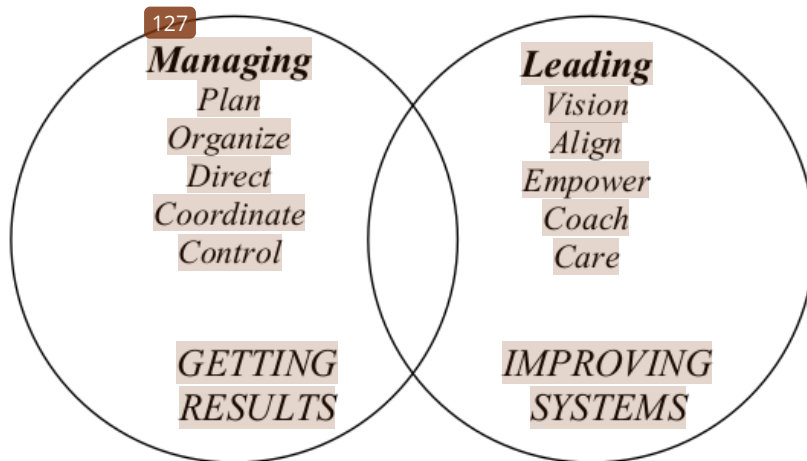 127
Managing
Plan
Organize
Direct
Coordinate
Control
GETTING
RESULTS
Leading
Vision
Align
Empower
Coach
Care
IMPROVING
SYSTEMS